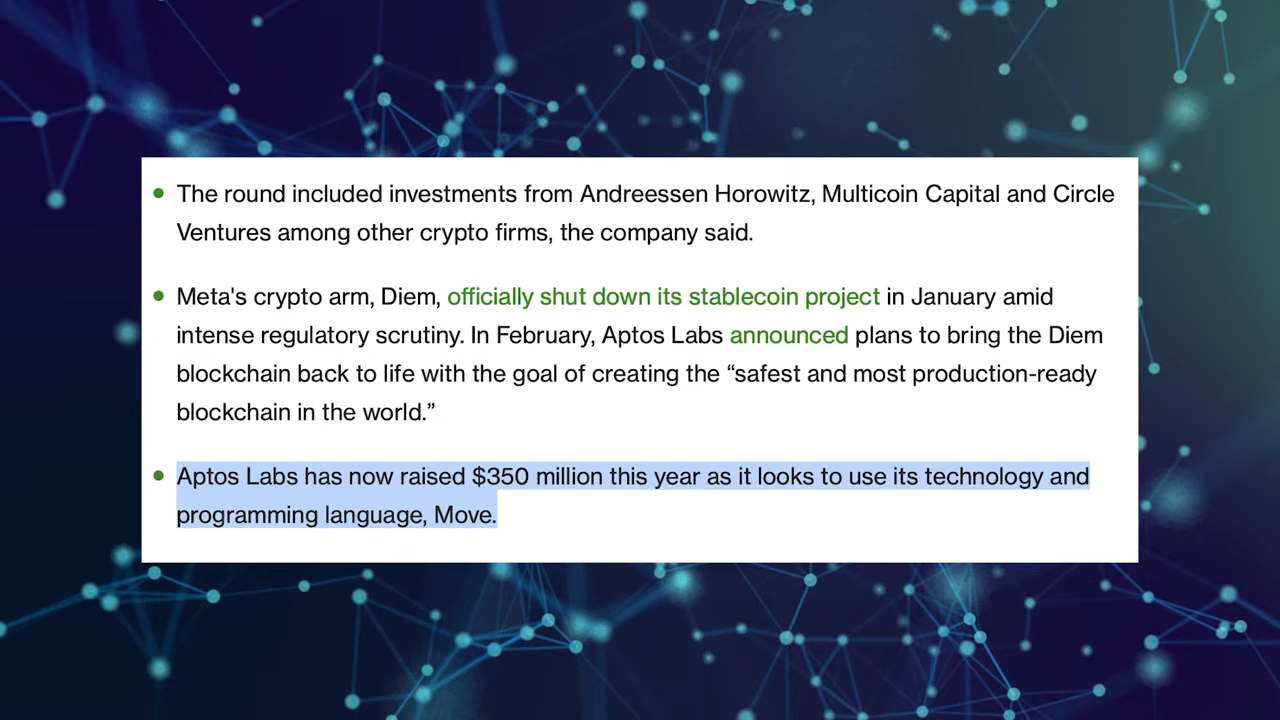 The round included investments from Andreessen Horowitz, Multicoin Capital and Circle
Ventures among other crypto firms, the company said.
Meta's crypto arm, Diem, officially shut down its stablecoin project in January amid
intense regulatory scrutiny. In February, Aptos Labs announced plans to bring the Diem
blockchain back to life with the goal of creating the “safest and most production-ready
blockchain in the world.”
Aptos Labs has now raised $350 million this year as it looks to use its technology and
programming language, Move.